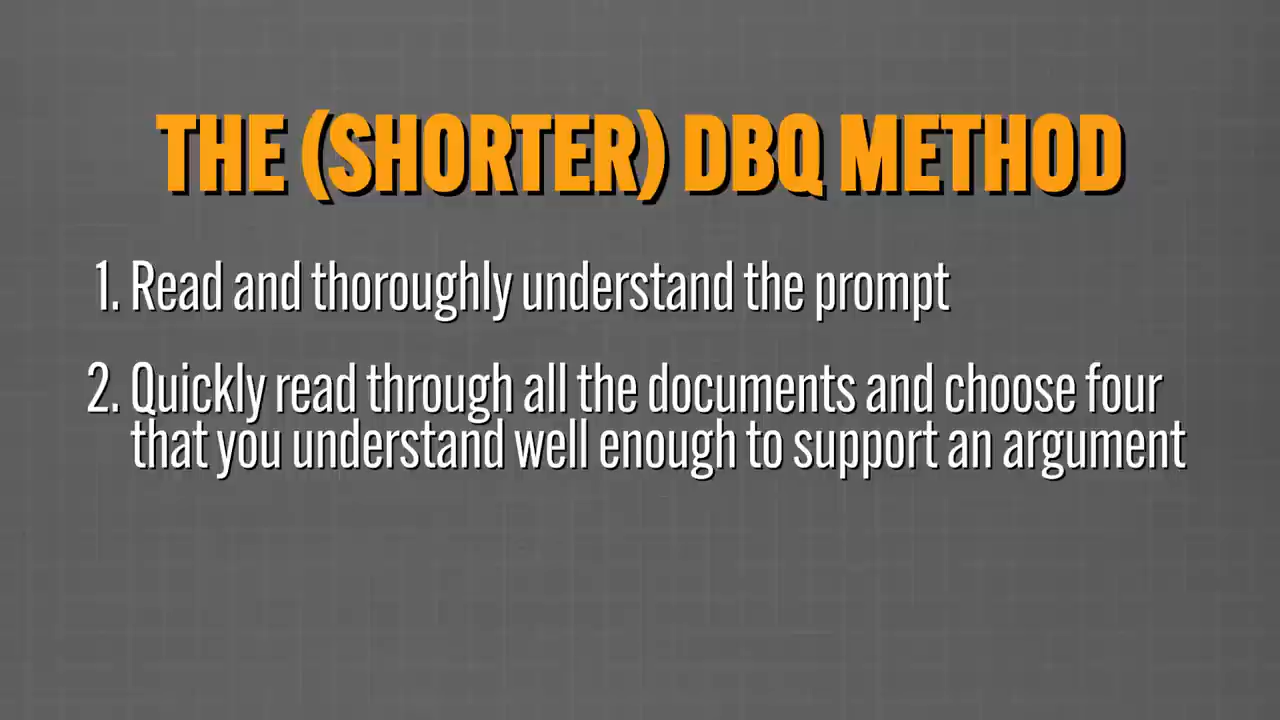 THE (SHORTER) DBQ METHOD
1. Read and thoroughly understand the prompt
2. Quickly read through all the documents and choose four
that you understand well enough to support an argument